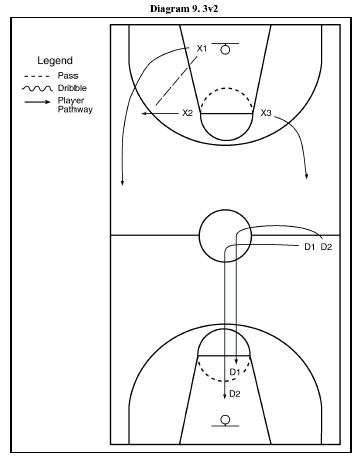 Diagram 9. 3v2
Legend
Pass
Dribble
Player
Pathway
X1
X2 X3
D1 D2
D1
D2